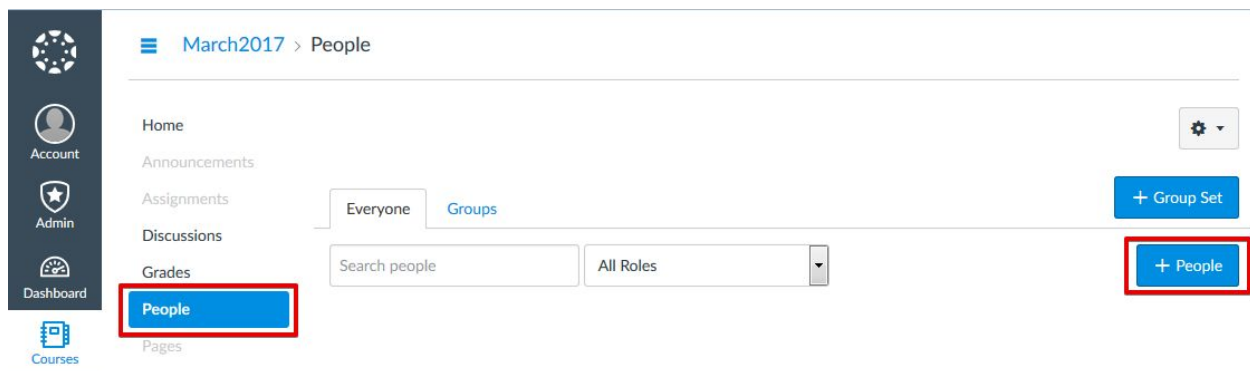 March2017 > People
Account
Admin
Dashboard
Courses
Home
Announcements
Assignments
Discussions
Grades
People
Pages
+ Group Set
Everyone Groups
Search people All Roles + People